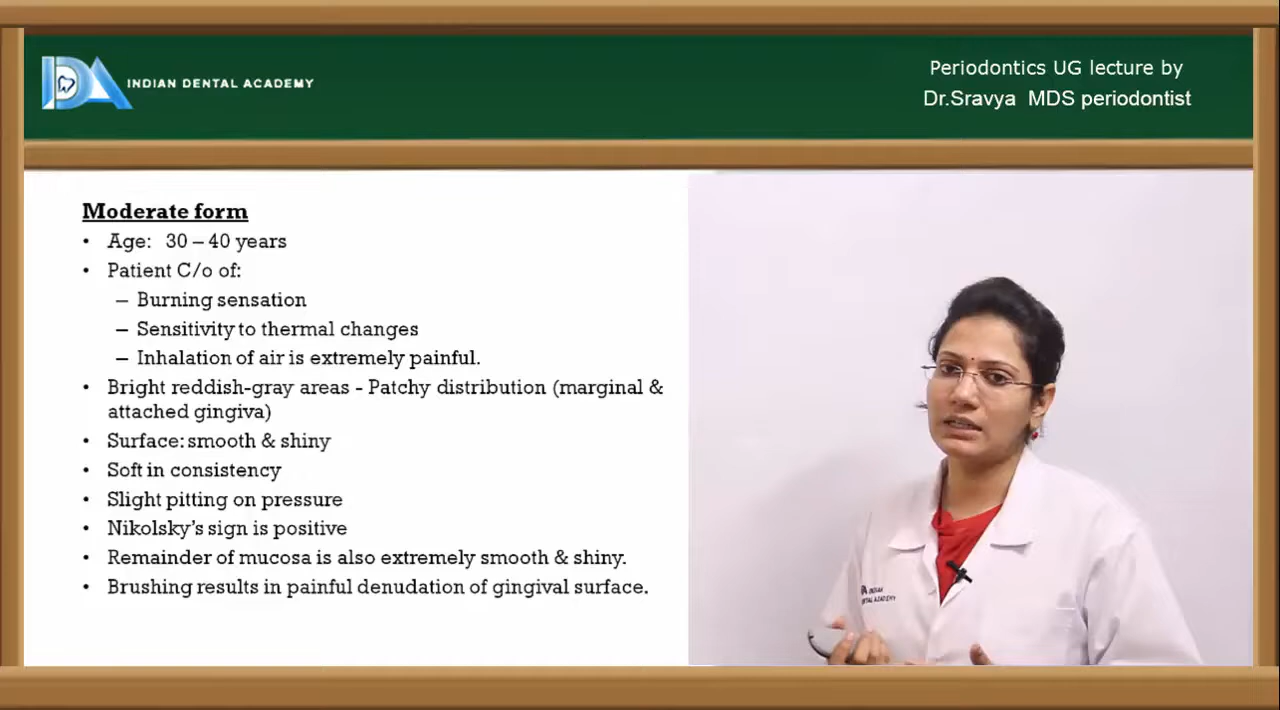 INDIAN DENTAL ACADEMY
Periodontics UG lecture by
Dr.Sravya MDS periodontist
Moderate form
• Age: 30 – 40 years
• Patient C/o of:
– Burning sensation
– Sensitivity to thermal changes
– Inhalation of air is extremely painful.
• Bright reddish-gray areas - Patchy distribution (marginal &
attached gingiva)
• Surface: smooth & shiny
• Soft in consistency
• Slight pitting on pressure
• Nikolsky's sign is positive
• Remainder of mucosa is also extremely smooth & shiny.
• Brushing results in painful denudation of gingival surface.